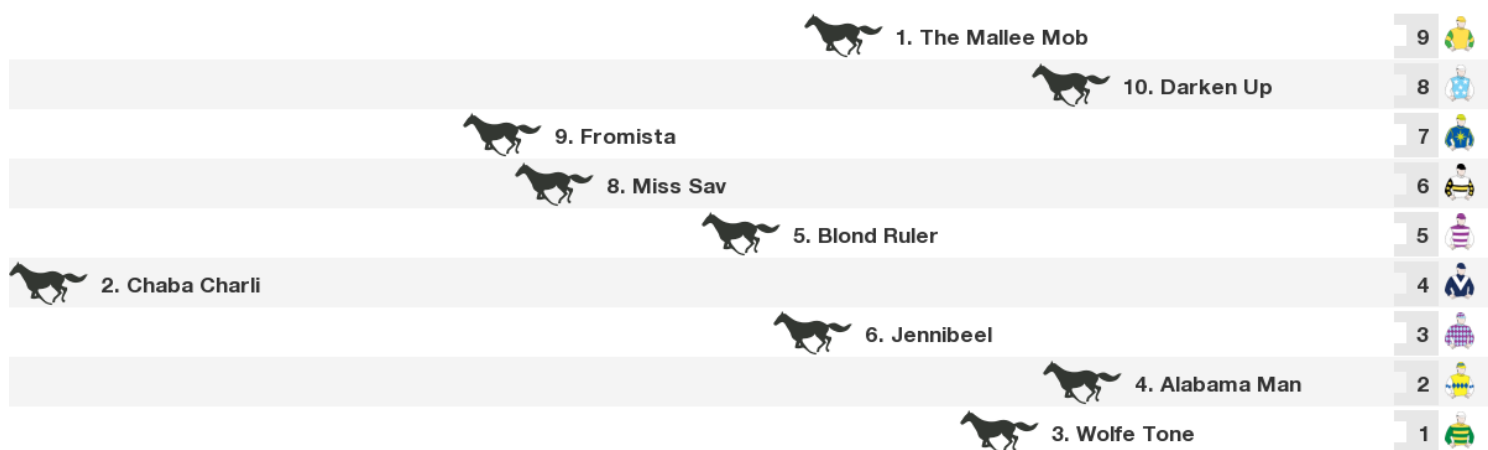 1. The Mallee Mob 9
10. Darken Up 8
9. Fromista 7
8. Miss Sav 6
5. Blond Ruler 5
2. Chaba Charli 4
6. Jennibeel 3
4. Alabama Man 2
3. Wolfe Tone 1